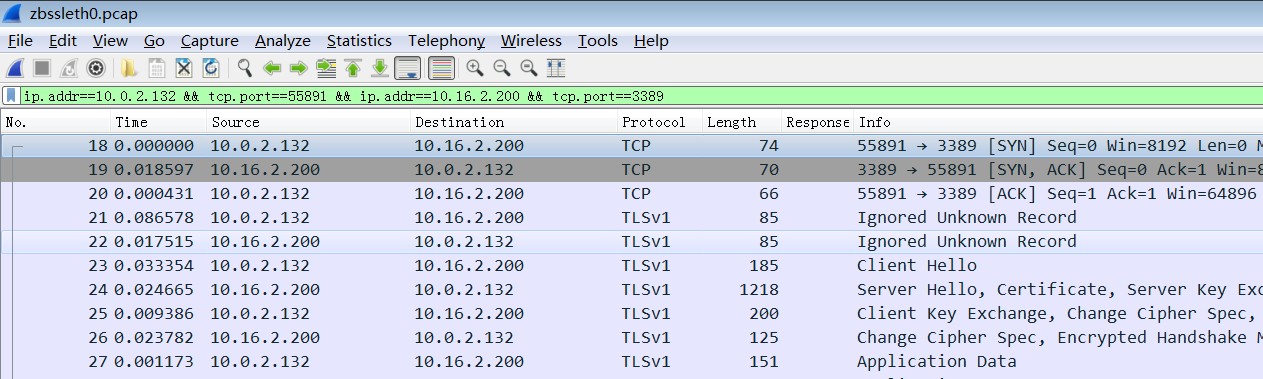 zbssleth0.pcap
File Edit View Go Capture Analyze Statistics Telephony Wireless Tools Help
ip.addr==10.0.2.132 && tcp.port==55891 && ip.addr==10.16.2.200 && tcp.port==3389
No. Time Source Destination Protocol Length Response Info
18 0.000000 10.0.2.132 10.16.2.200 TCP 74 55891 → 3389 [SYN] Seq=0 Win=8192 Len=0 M
19 0.018597 10.16.2.200 10.0.2.132 TCP 70 3389 → 55891 [SYN, ACK] Seq=0 Ack=1 Win=8
20 0.000431 10.0.2.132 10.16.2.200 TCP 66 55891 → 3389 [ACK] Seq=1 Ack=1 Win=64896
21 0.086578 10.0.2.132 10.16.2.200 TLSv1 85 Ignored Unknown Record
22 0.017515 10.16.2.200 10.0.2.132 TLSv1 85 Ignored Unknown Record
23 0.033354 10.0.2.132 10.16.2.200 TLSv1 185 Client Hello
24 0.024665 10.16.2.200 10.0.2.132 TLSv1 1218 Server Hello, Certificate, Server Key Exc
25 0.009386 10.0.2.132 10.16.2.200 TLSv1 200 Client Key Exchange, Change Cipher Spec,
26 0.023782 10.16.2.200 10.0.2.132 TLSv1 125 Change Cipher Spec, Encrypted Handshake M
27 0.001173 10.0.2.132 10.16.2.200 TLSv1 151 Application Data